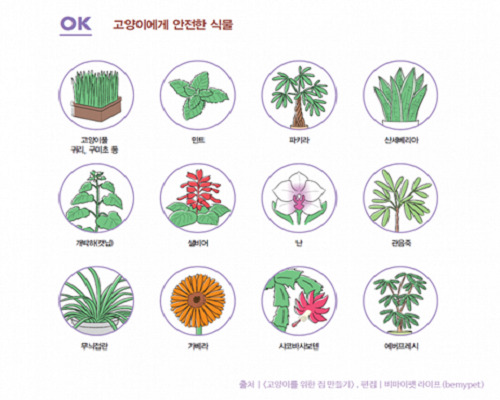 OK 고양이에게 안전한 식물
고양이풀 민트 파키라 산세베리아
귀리, 구미초 등
개박하(캣닢) 샐비어 난 관음죽
무늬접란 거베라 시코바사보텐 에버프레시
출처 | <고양이를 위한 집 만들기>, 편집 | 비마이펫 라이프 (bemypet)